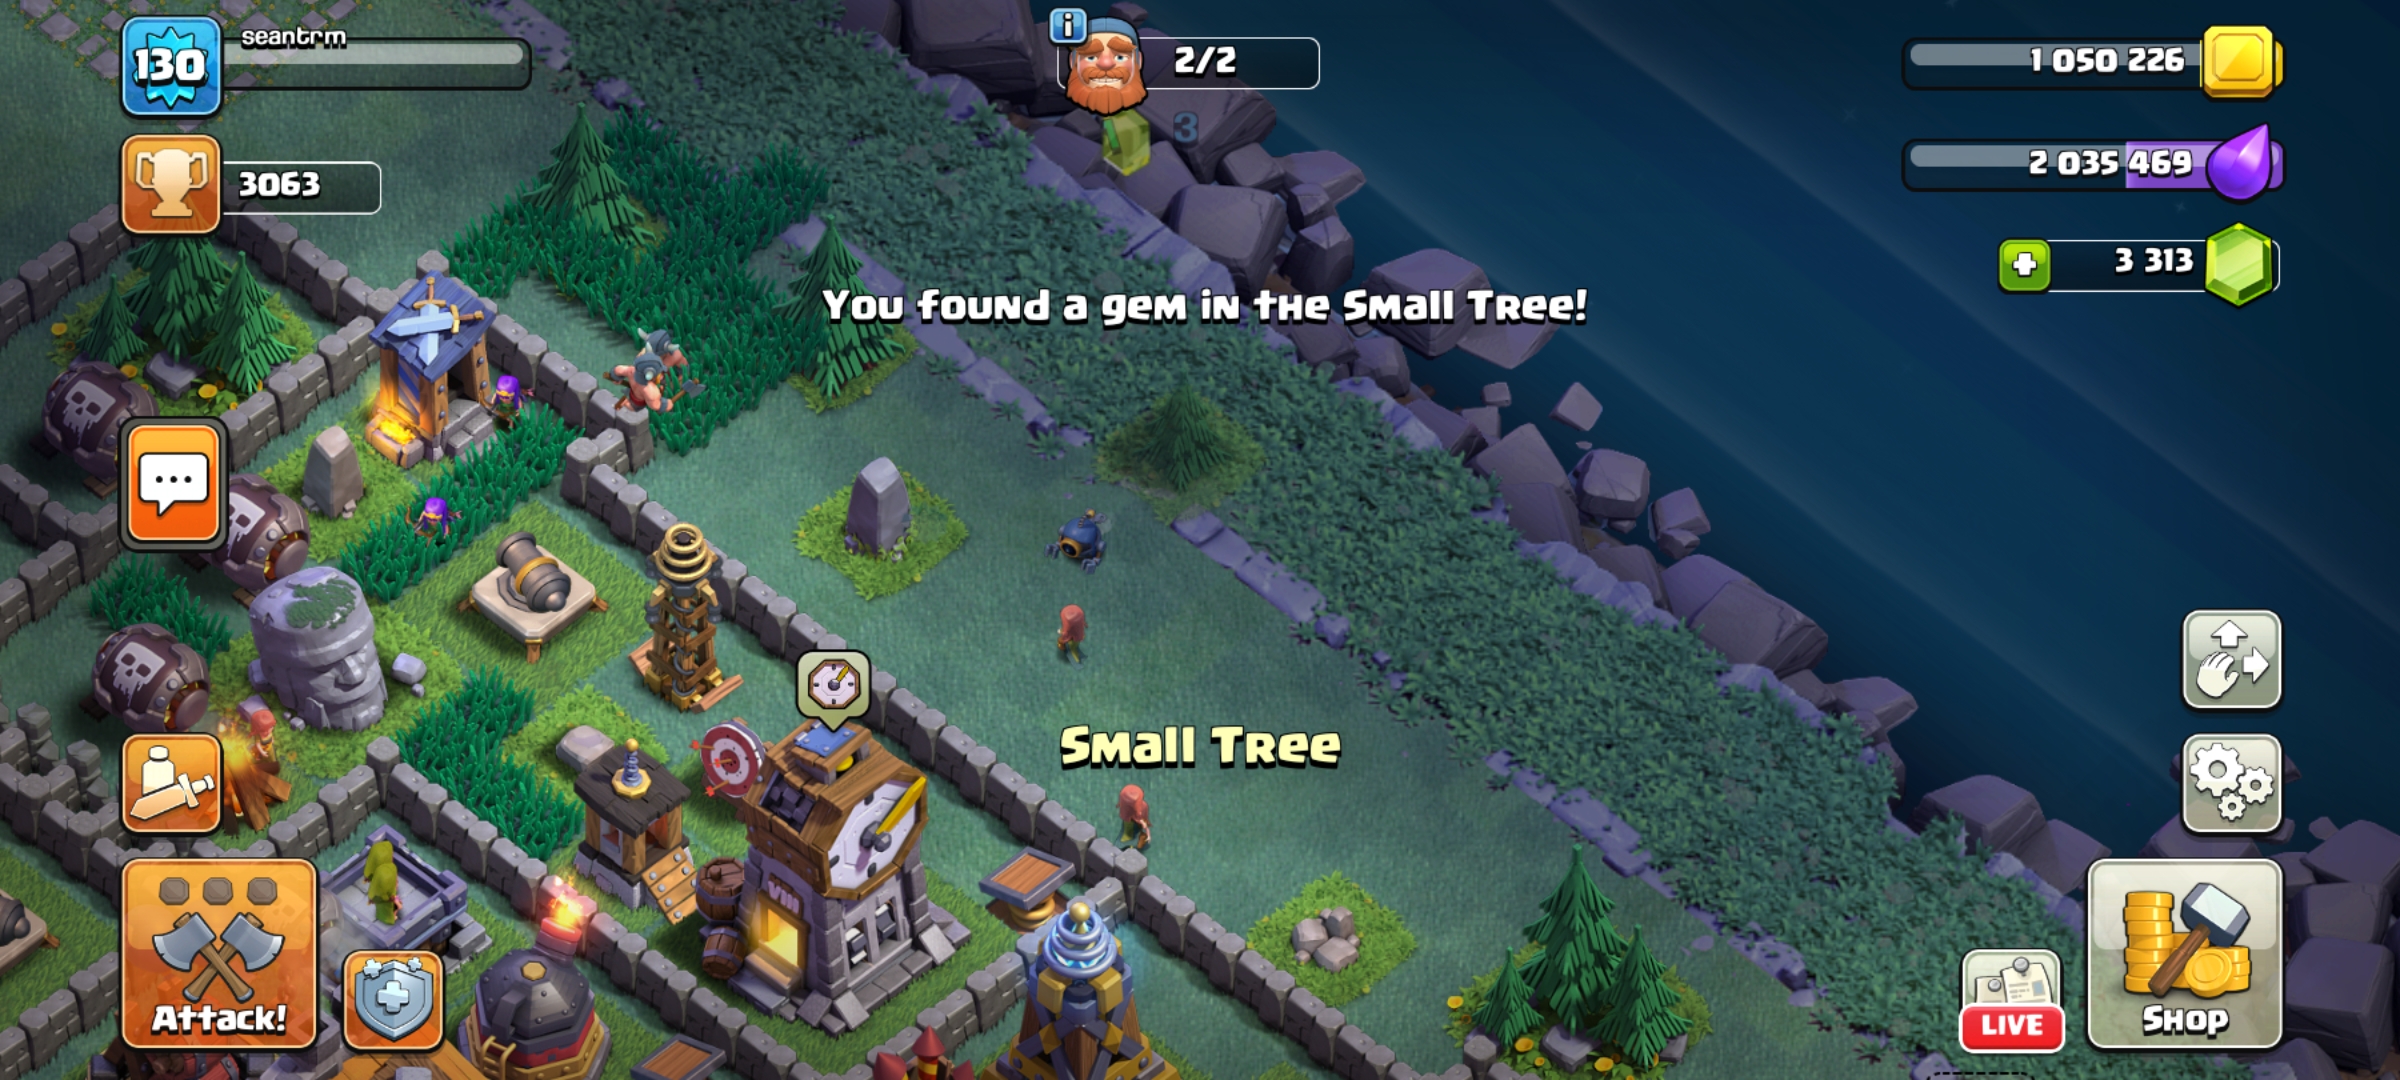 130
seantrm
2/2
1 050 226
3
3063
2 035 469
3 313
You found a gem in the Small Tree!
Small Tree
VIII
Attack!
LIVE
Shop